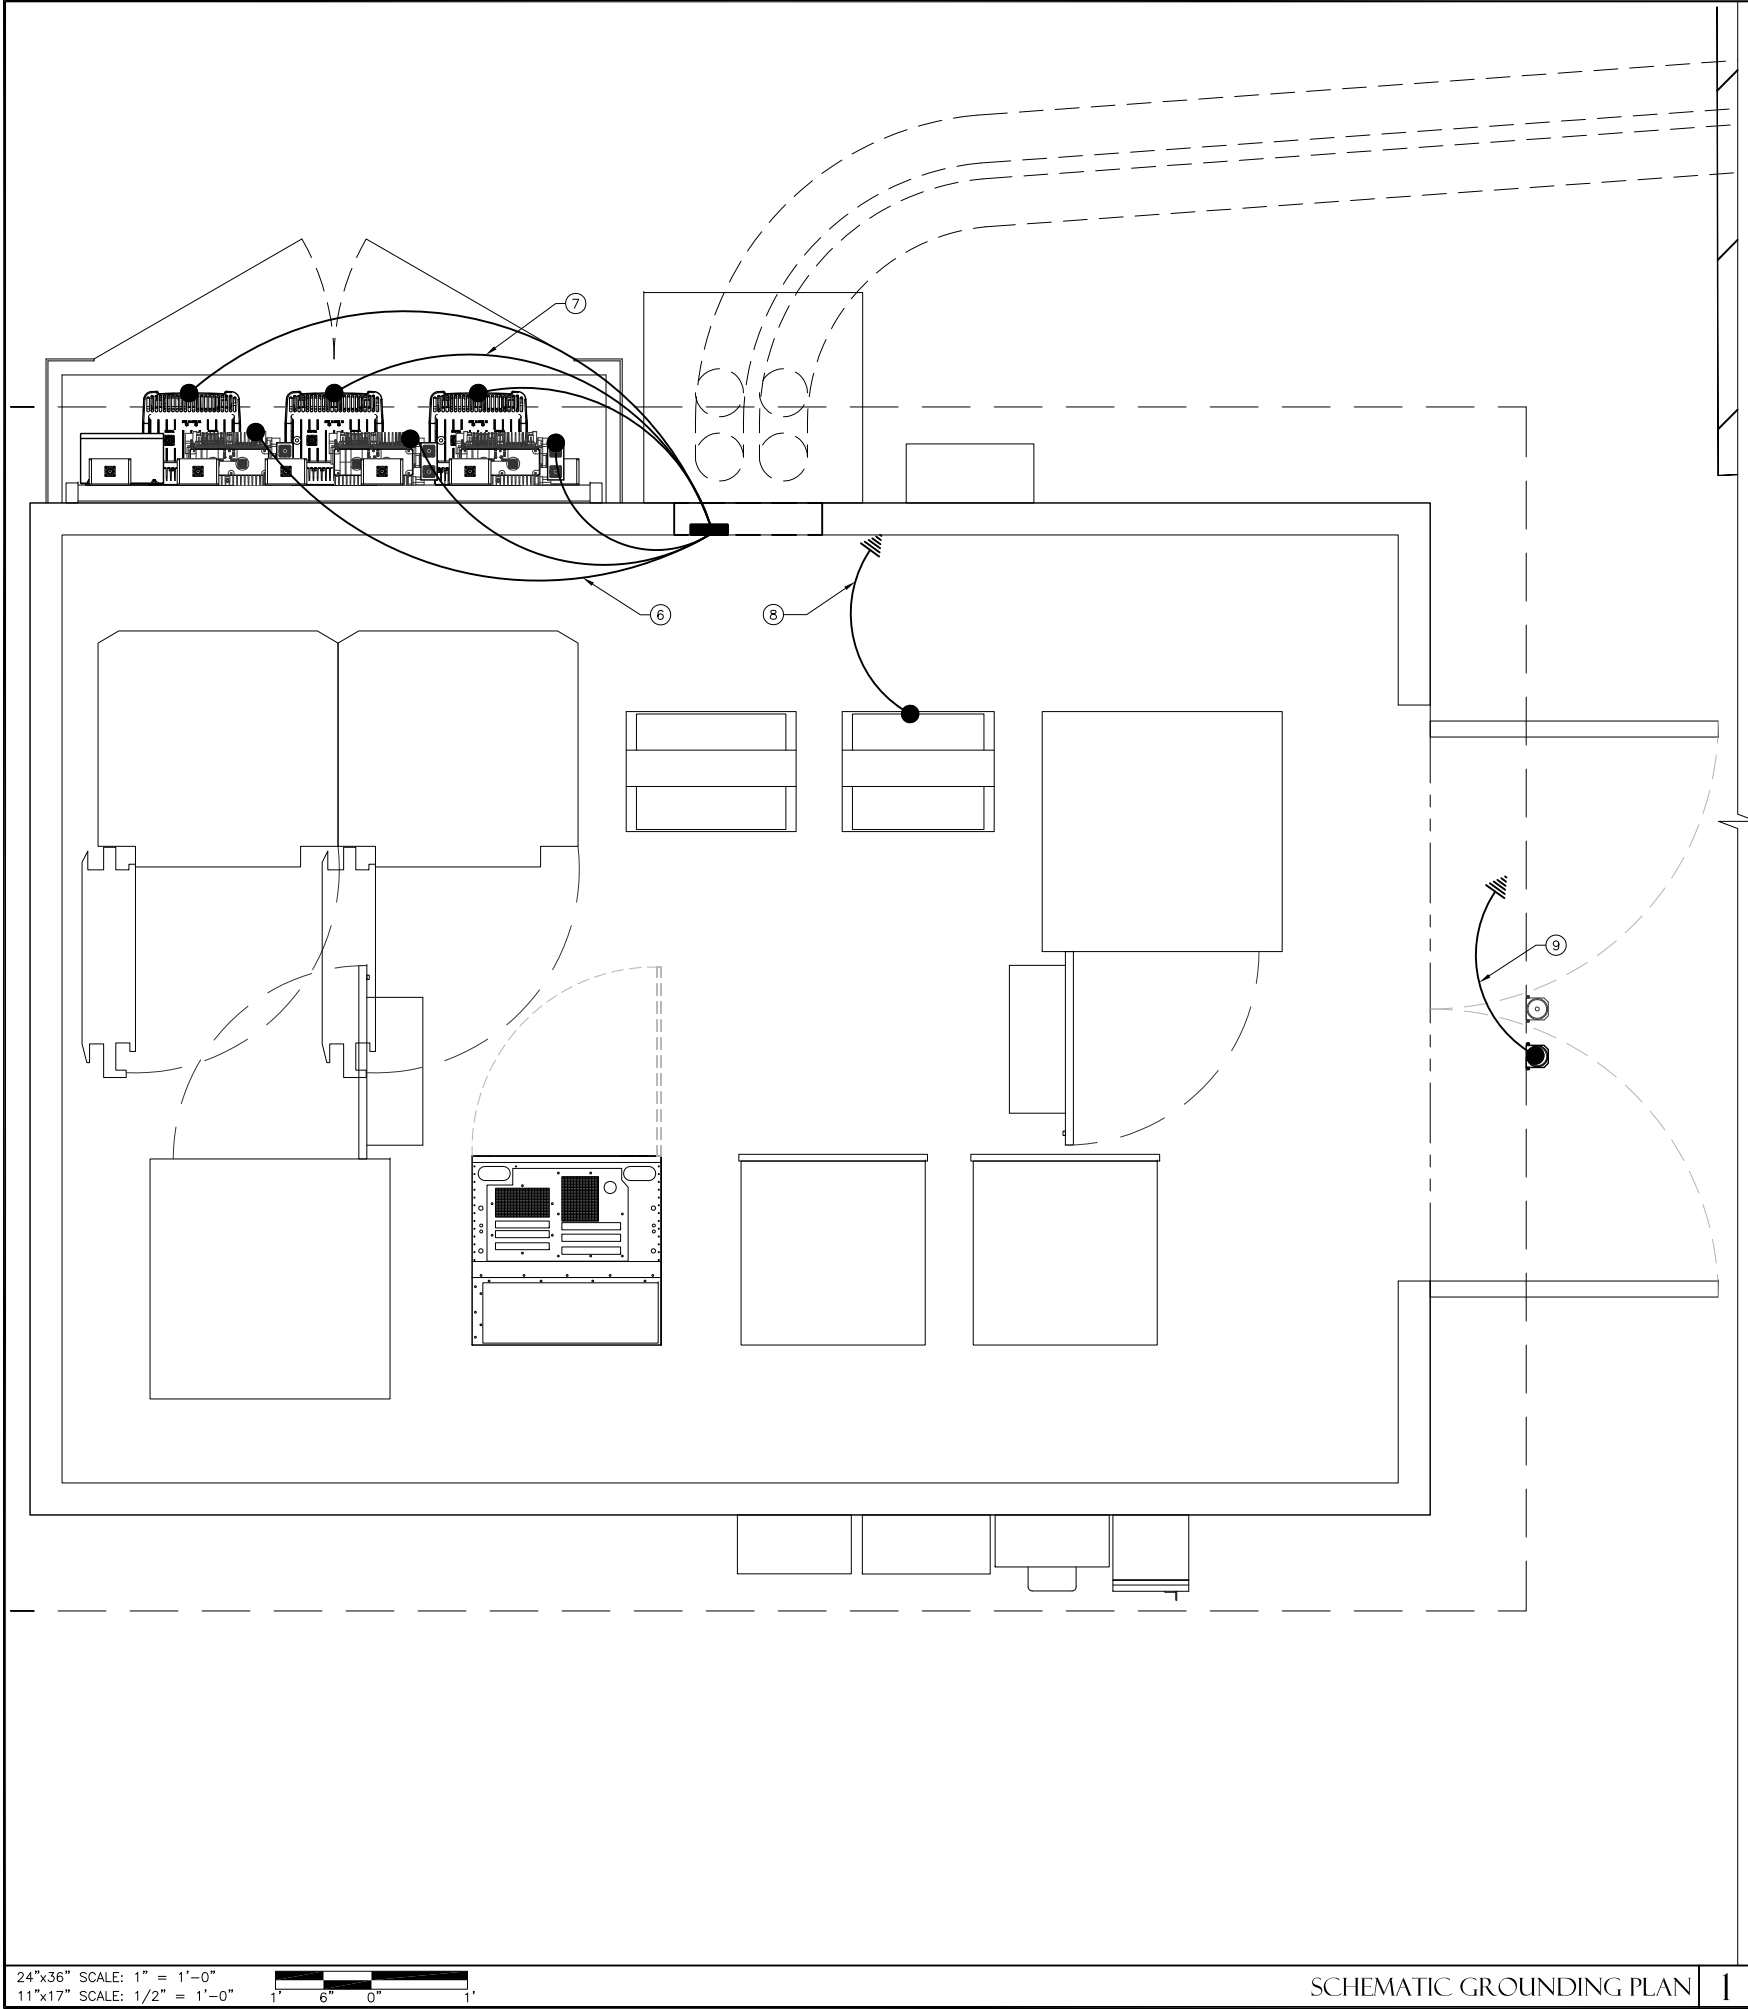 7
6
8
9
24"x36" SCALE: 1" = 1'-0"
11"x17" SCALE: 1/2" = 1'-0"
1' 6" 0" 1'
SCHEMATIC GROUNDING PLAN 1